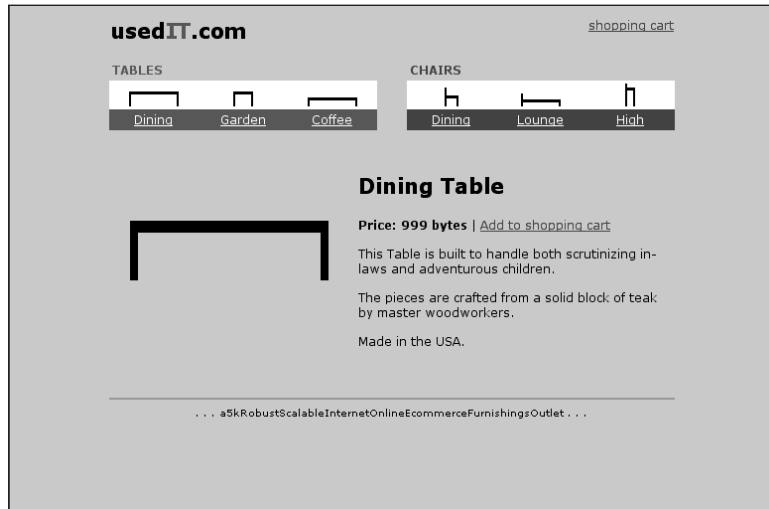 usedIT.com
shopping cart
TABLES
CHAIRS
Dining Garden Coffee
Dining Lounge High
Dining Table
Price: 999 bytes | Add to shopping cart
This Table is built to handle both scrutinizing in-
laws and adventurous children.
The pieces are crafted from a solid block of teak
by master woodworkers.
Made in the USA.
. . . a5kRobustScalableInternetOnlineEcommerceFurnishingsOutlet . . .